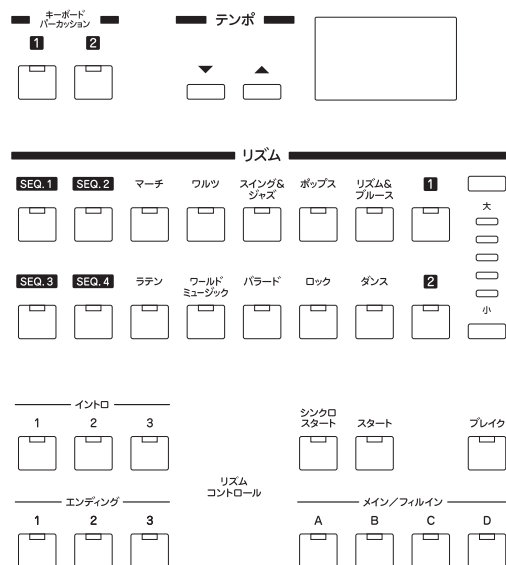 キーボード
パーカッション
テンポ
1 2
▼ ▲
リズム
SEQ. 1 SEQ. 2 マーチ ワルツ スイング& ポップス リズム& 1
ジャズ ブルース
大
SEQ. 3 SEQ. 4 ラテン ワールド バラード ロック ダンス 2
ミュージック
小
イントロ
1 2 3
シンクロ
スタート スタート ブレイク
リズム
コントロール
エンディング メイン/フィルイン
1 2 3 A B C D